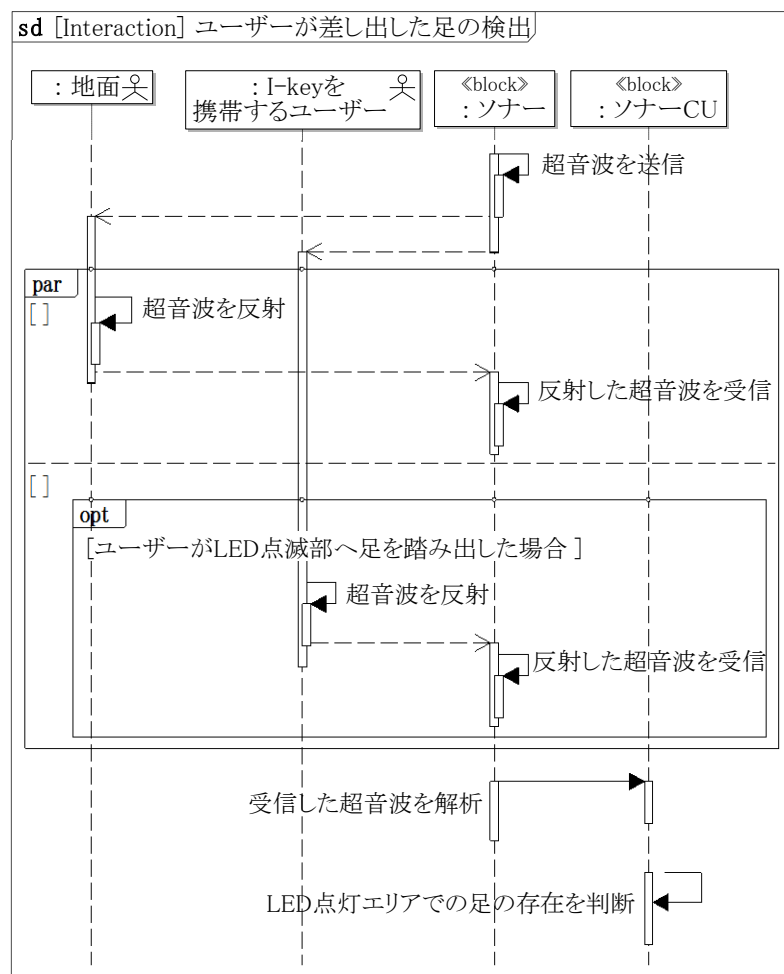 sd [Interaction] ユーザーが差し出した足の検出
: 地面
: I-keyを
携帯するユーザー
«block»
: ソナー
«block»
: ソナーCU
超音波を送信
par
[ ]
超音波を反射
反射した超音波を受信
[ ]
opt
[ユーザーがLED点滅部へ足を踏み出した場合 ]
超音波を反射
反射した超音波を受信
受信した超音波を解析
LED点灯エリアでの足の存在を判断